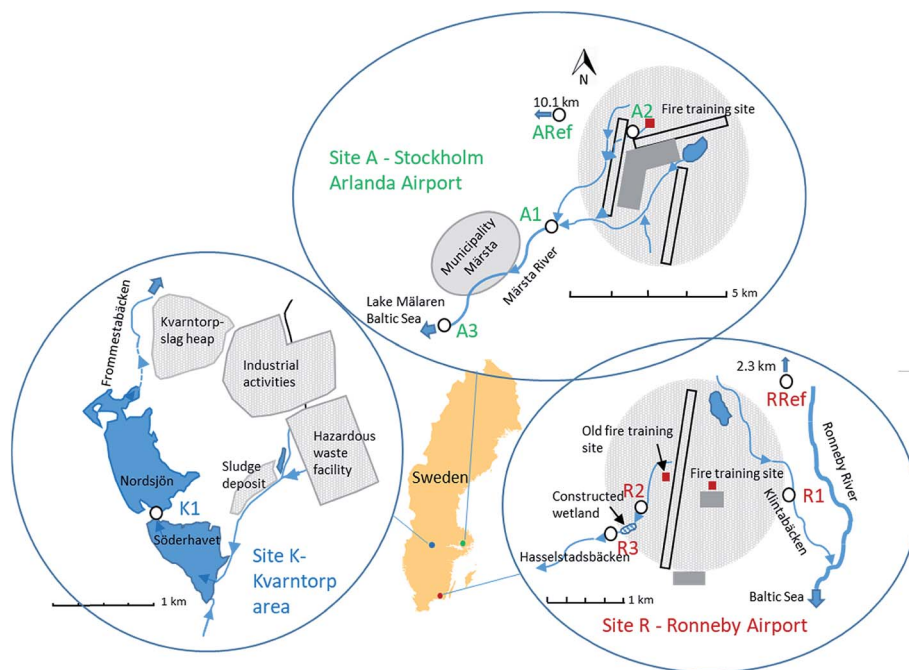 N
10.1 km
ARef
A2
Fire training site
Site A - Stockholm
Arlanda Airport
A1
Municipality
Märsta
Märsta River
5 km
Lake Mälaren
Baltic Sea
A3
Frommestabäcken
Kvarntorp-
slag heap
Industrial
activities
Hazardous
waste
facility
Sludge
deposit
Nordsjön
K1
Söderhavet
Site K-
Kvarntorp
area
1 km
Sweden
2.3 km
RRef
Ronneby River
Old fire training
site
Fire training site
R1
Klintabäcken
Constructed
wetland
R2
R3
Hasselstadsbäcken
1 km
Baltic Sea
Site R - Ronneby Airport